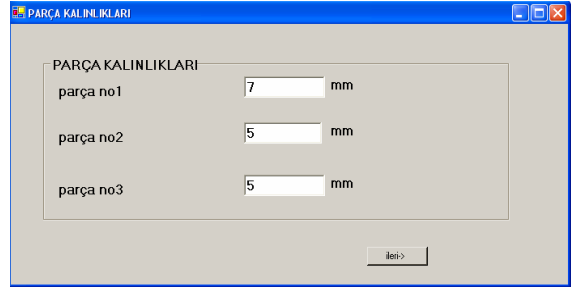 PARÇA KALINLIKLARI
PARÇA KALINLIKLARI
parça no1 7 mm
parça no2 5 mm
parça no3 5 mm
ileri->